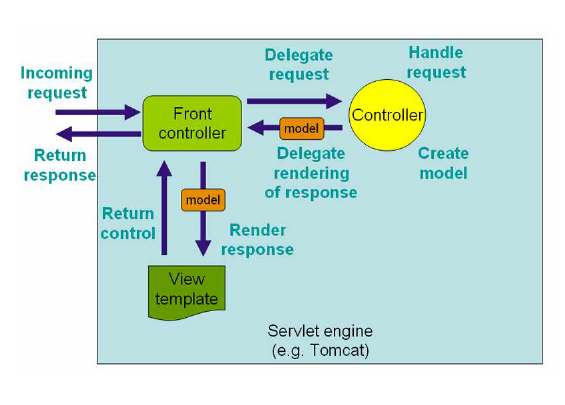 Incoming
request
Return
response
Delegate
request
Handle
request
Front
controller
Controller
model
Delegate
rendering
of response
Create
model
model
Return
control
Render
response
View
template
Servlet engine
(e.g. Tomcat)